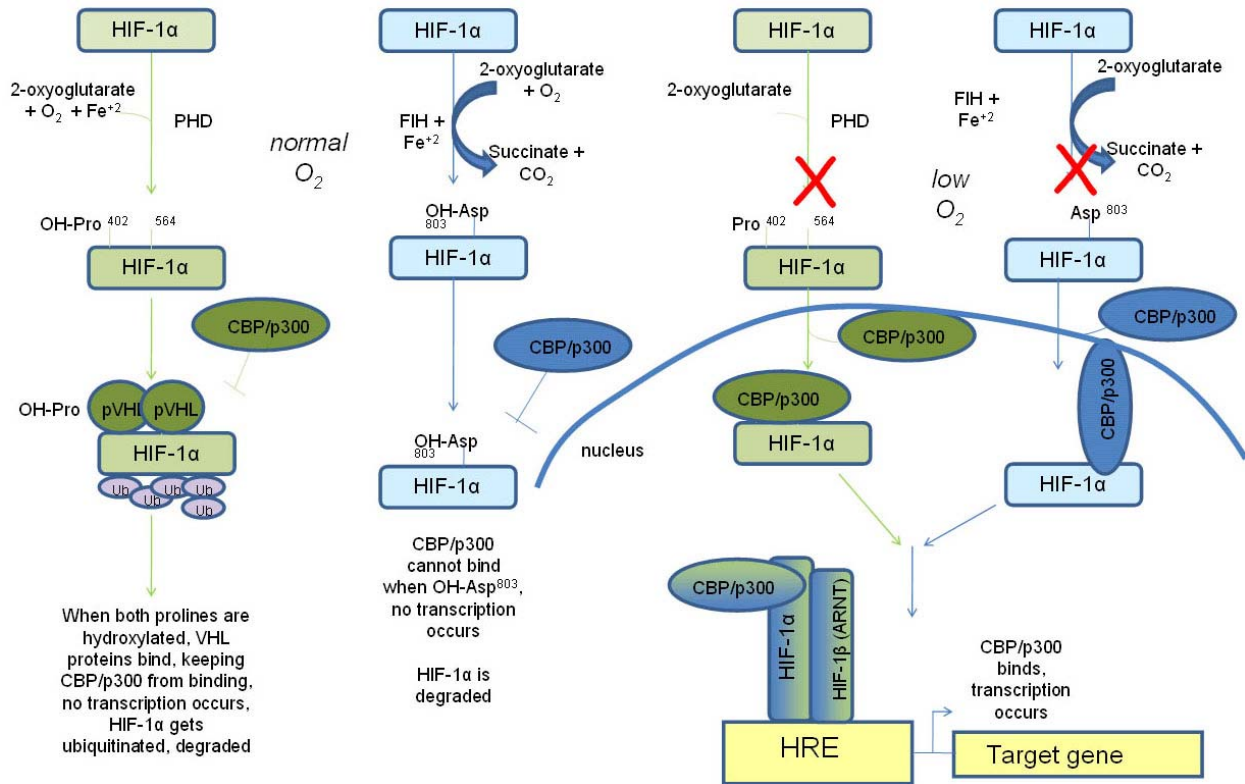 HIF-1α
2-oxyoglutarate
+ O₂ + Fe⁺²
PHD
OH-Pro ⁴⁰² ⁵⁶⁴
HIF-1α
CBP/p300
OH-Pro
pVHL pVHL
HIF-1α
Ub Ub Ub Ub Ub
When both prolines are
hydroxylated, VHL
proteins bind, keeping
CBP/p300 from binding,
no transcription occurs,
HIF-1α gets
ubiquitinated, degraded
normal
O₂
HIF-1α
2-oxyoglutarate
+ O₂
FIH +
Fe⁺²
Succinate +
CO₂
OH-Asp
803
HIF-1α
CBP/p300
OH-Asp
803
HIF-1α
CBP/p300
cannot bind
when OH-Asp⁸⁰³,
no transcription
occurs
HIF-1α is
degraded
HIF-1α
2-oxyoglutarate
PHD
Pro ⁴⁰² ⁵⁶⁴
HIF-1α
CBP/p300
CBP/p300
HIF-1α
nucleus
low
O₂
HIF-1α
2-oxyoglutarate
FIH +
Fe⁺²
Succinate +
CO₂
Asp ⁸⁰³
HIF-1α
CBP/p300
CBP/p300
HIF-1α
CBP/p300
HIF-1α
HIF-1β (ARNT)
CBP/p300
binds,
transcription
occurs
HRE
Target gene